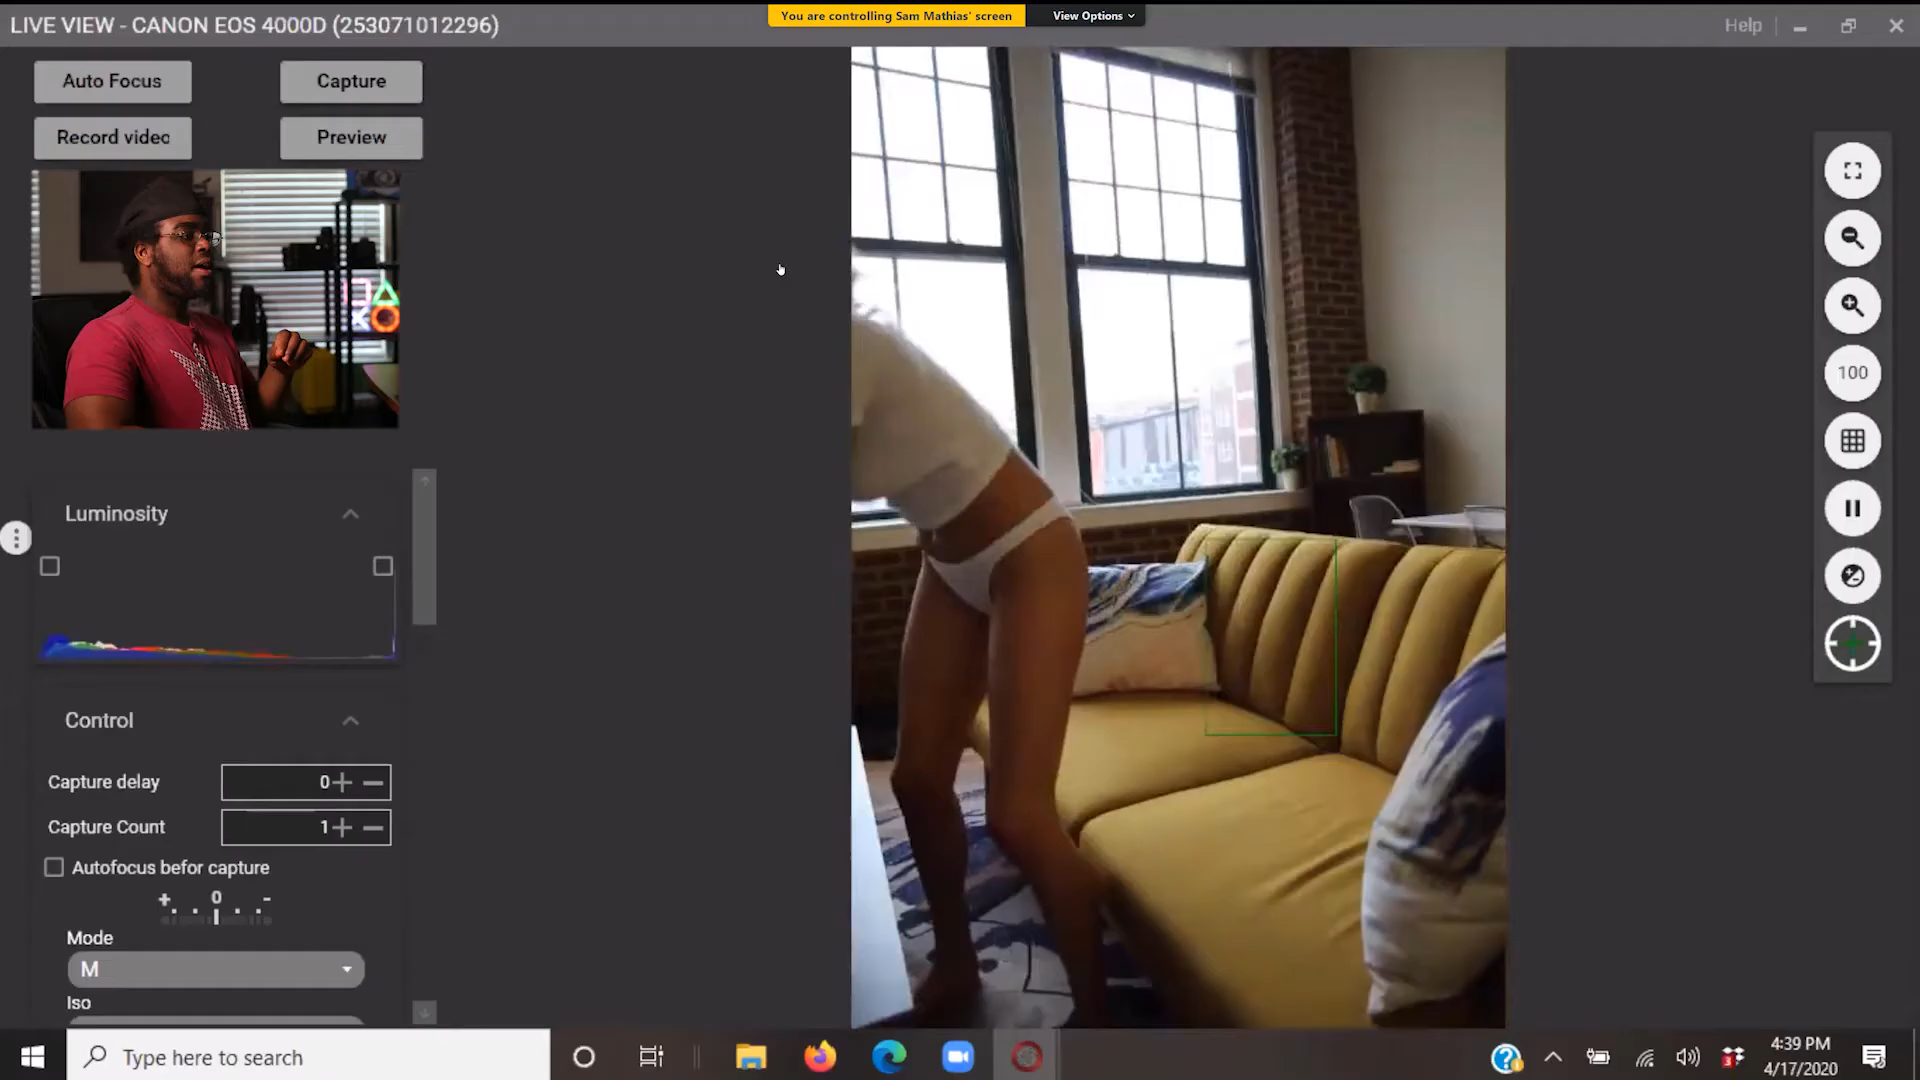 You are controlling Sam Mathias' screen
View Options
LIVE VIEW - CANON EOS 4000D (253071012296)
Help
Auto Focus
Capture
Record video
Preview
100
Luminosity
Control
Capture delay
0
Capture Count
1
Autofocus befor capture
+ 0 -
Mode
M
Iso
Type here to search
3
4:39 PM
4/17/2020